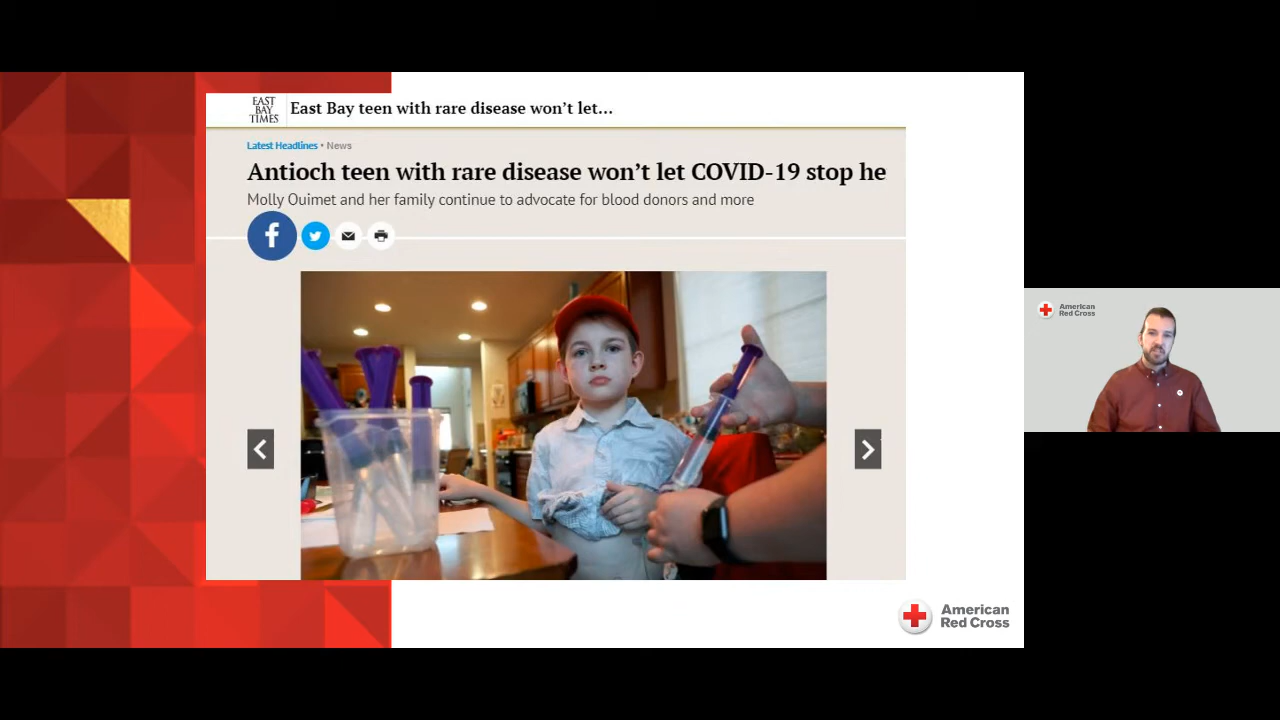 EAST
BAY
TIMES
East Bay teen with rare disease won't let...
Latest Headlines • News
Antioch teen with rare disease won't let COVID-19 stop he
Molly Ouimet and her family continue to advocate for blood donors and more
American
Red Cross
American
Red Cross